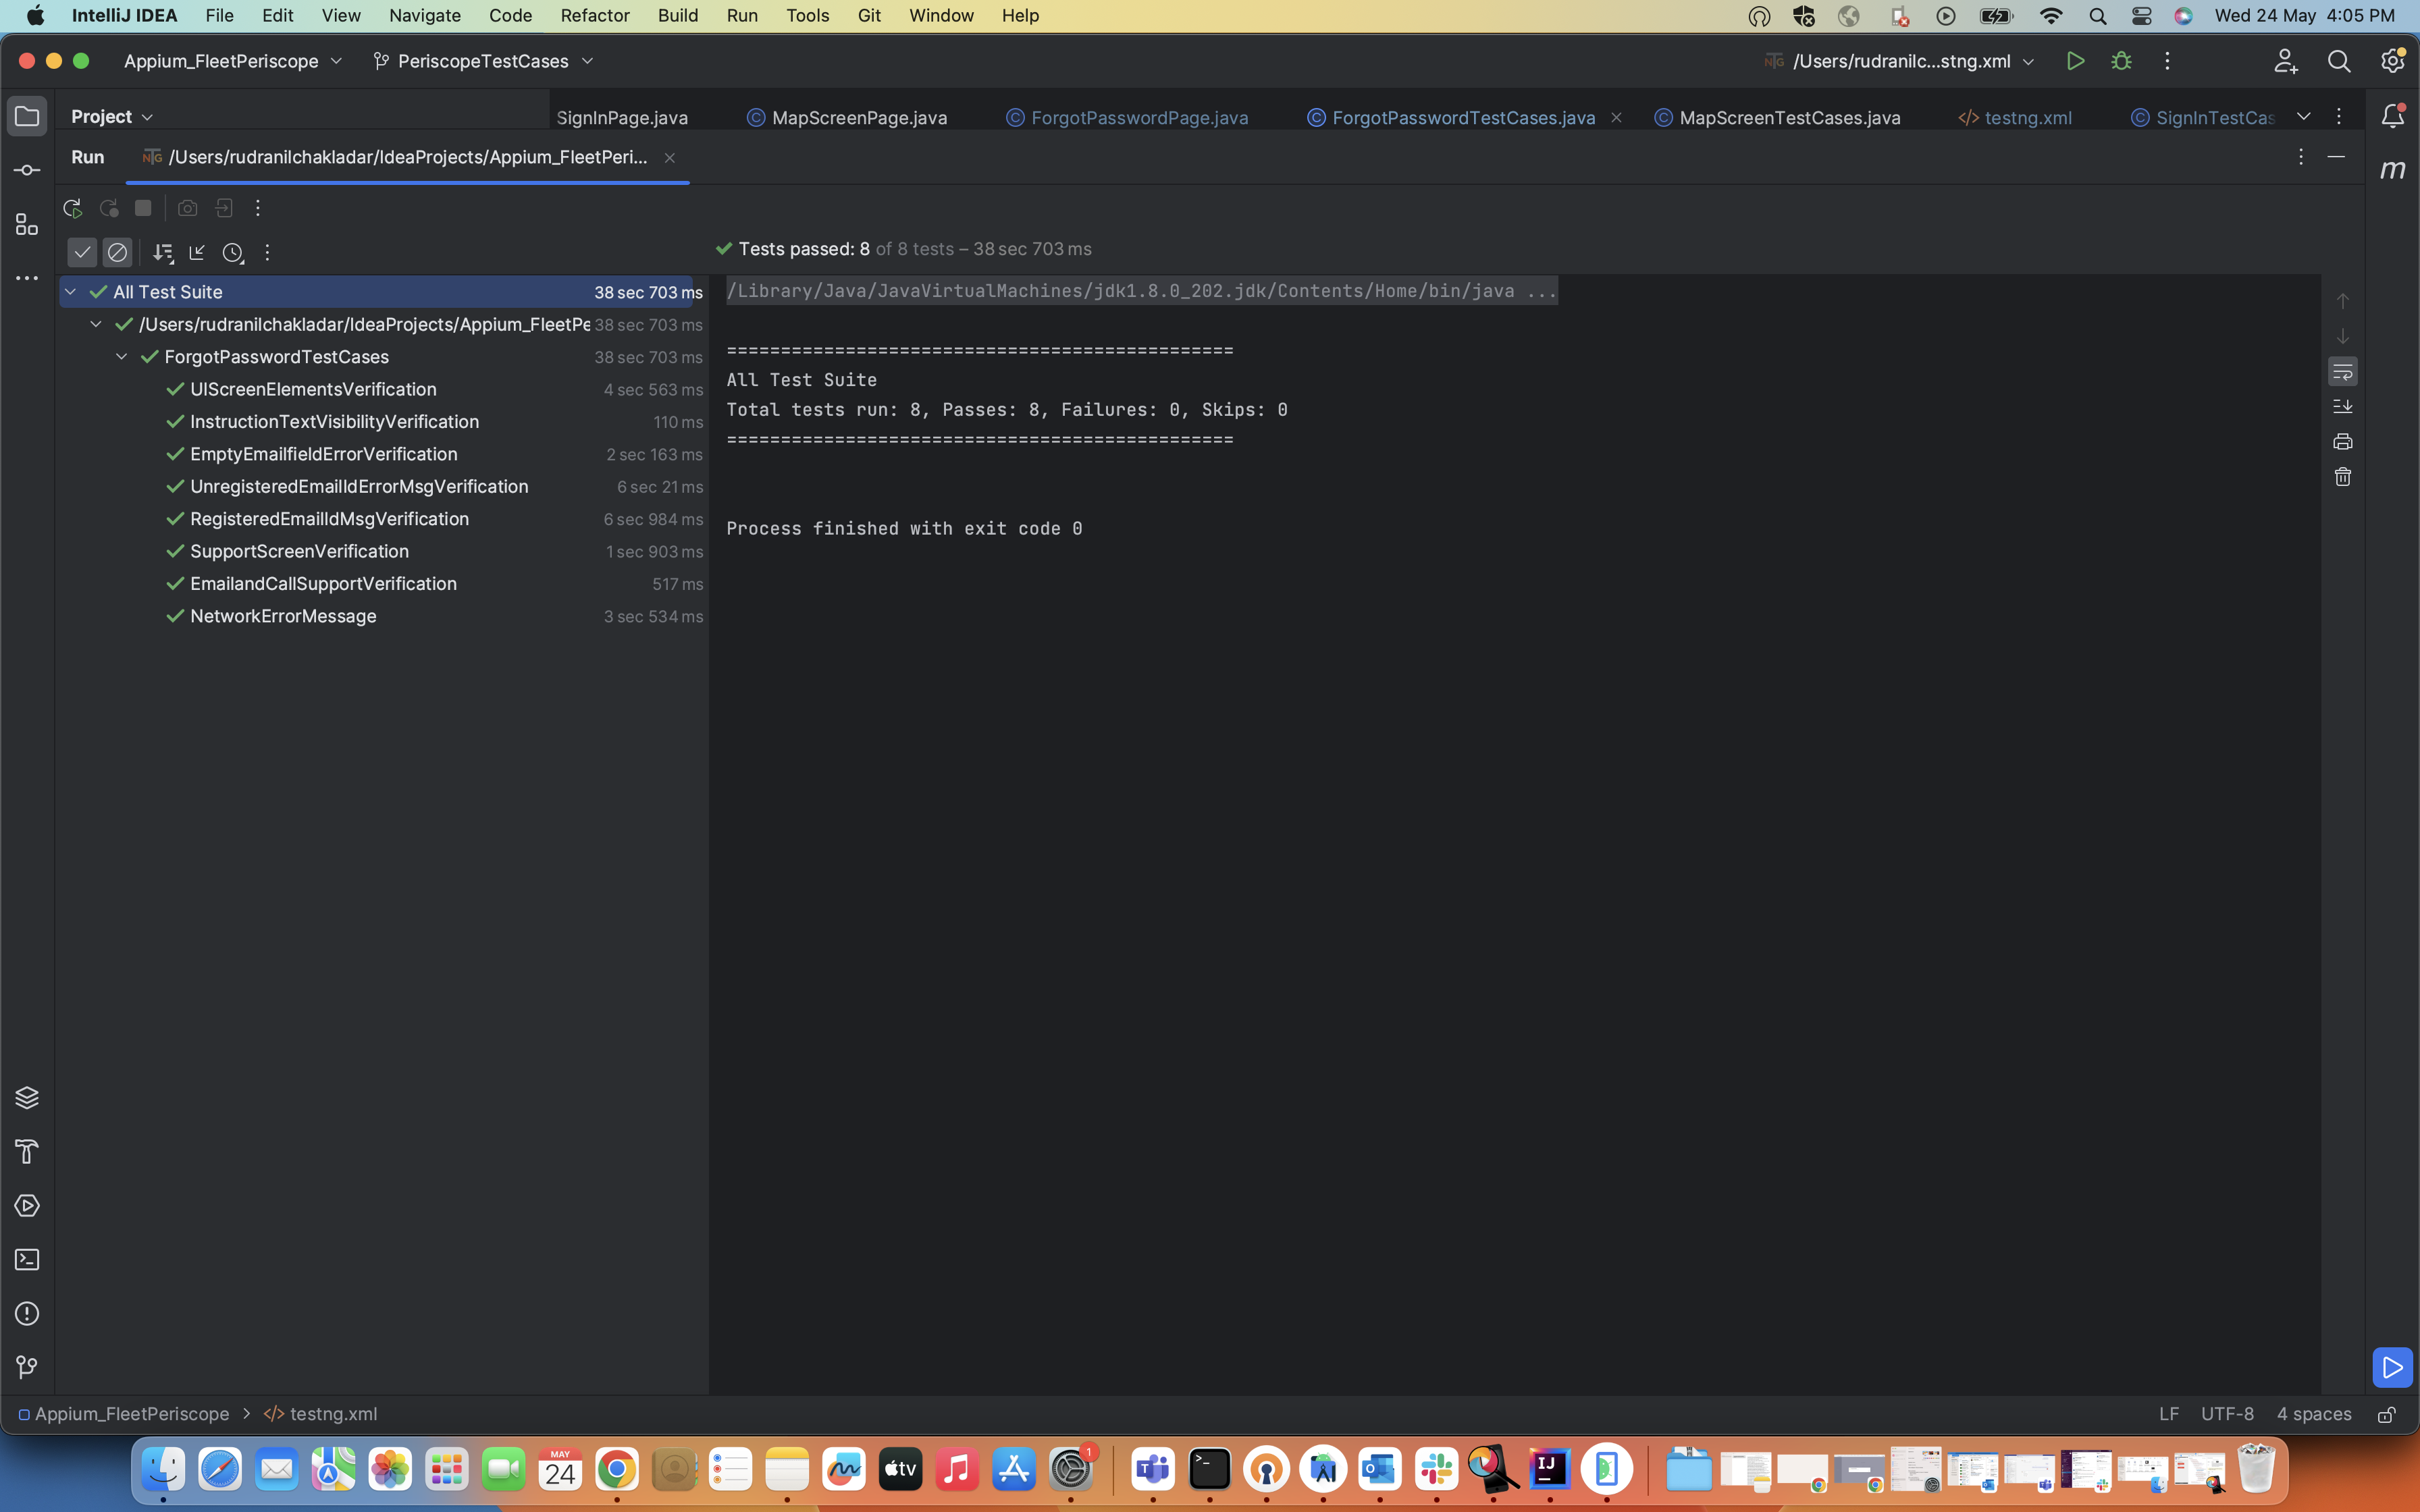 IntelliJ IDEA File Edit View Navigate Code Refactor Build Run Tools Git Window Help Wed 24 May 4:05 PM
Appium_FleetPeriscope PeriscopeTestCases /Users/rudranilc...stng.xml
Project SignInPage.java MapScreenPage.java ForgotPasswordPage.java ForgotPasswordTestCases.java MapScreenTestCases.java </> testng.xml SignInTestCas
Run /Users/rudranilchakladar/IdeaProjects/Appium_FleetPeri...
Tests passed: 8 of 8 tests – 38 sec 703 ms
All Test Suite 38 sec 703 ms
/Users/rudranilchakladar/IdeaProjects/Appium_FleetPe 38 sec 703 ms
ForgotPasswordTestCases 38 sec 703 ms
UIScreenElementsVerification 4 sec 563 ms
InstructionTextVisibilityVerification 110 ms
EmptyEmailfieldErrorVerification 2 sec 163 ms
UnregisteredEmailIdErrorMsgVerification 6 sec 21 ms
RegisteredEmailIdMsgVerification 6 sec 984 ms
SupportScreenVerification 1 sec 903 ms
EmailandCallSupportVerification 517 ms
NetworkErrorMessage 3 sec 534 ms
/Library/Java/JavaVirtualMachines/jdk1.8.0_202.jdk/Contents/Home/bin/java ...
===============================================
All Test Suite
Total tests run: 8, Passes: 8, Failures: 0, Skips: 0
===============================================
Process finished with exit code 0
Appium_FleetPeriscope > </> testng.xml LF UTF-8 4 spaces
MAY
24
tv
1
IJ